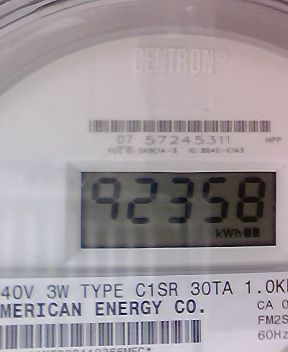 CENTRON®
07 57245311
HPP
92358
kWh
40V 3W TYPE C1SR 30TA 1.0K
MERICAN ENERGY CO.
CA 0
FM2S
60Hz